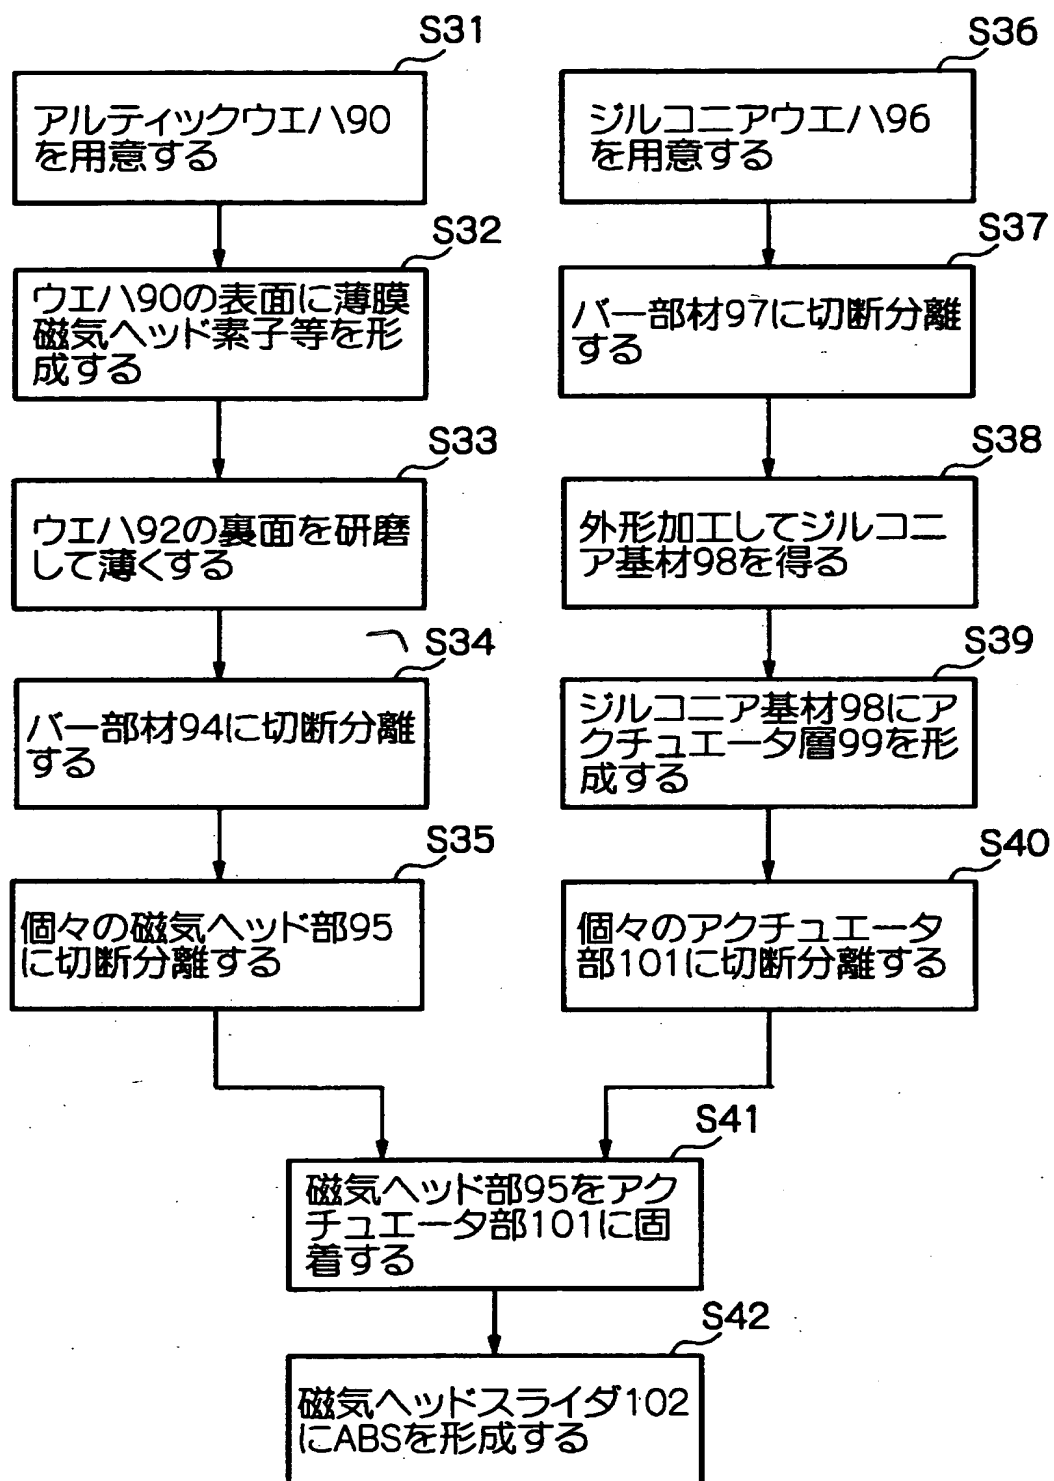 S31
アルティックウエハ90
を用意する
S32
ウエハ90の表面に薄膜
磁気ヘッド素子等を形
成する
S33
ウエハ92の裏面を研磨
して薄くする
S34
バー部材94に切断分離
する
S35
個々の磁気ヘッド部95
に切断分離する
S36
ジルコニアウエハ96
を用意する
S37
バー部材97に切断分離
する
S38
外形加工してジルコニ
ア基材98を得る
S39
ジルコニア基材98にア
クチュエータ層99を形
成する
S40
個々のアクチュエータ
部101に切断分離する
S41
磁気ヘッド部95をアク
チュエータ部101に固
着する
S42
磁気ヘッドスライダ102
にABSを形成する